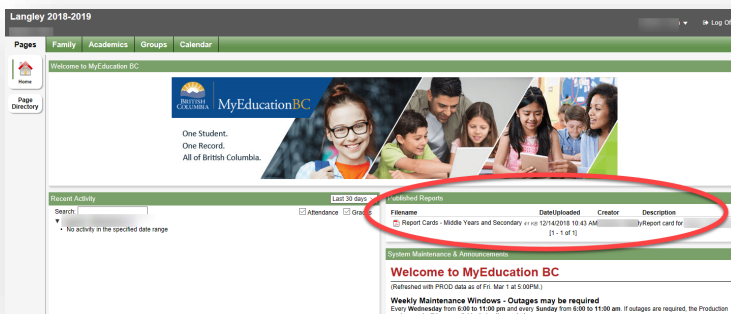 Langley 2018-2019
Log Of
Pages Family Academics Groups Calendar
Home
Page
Directory
Welcome to MyEducation BC
BRITISH
COLUMBIA
MyEducationBC
One Student.
One Record.
All of British Columbia.
Recent Activity
Last 30 days
Search:
Attendance
No activity in the specified date range
Published Reports
Filename DateUploaded Creator Description
Report Cards - Middle Years and Secondary 41 KB 12/14/2018 10:43 AM Report card for
[1 - 1 of 1]
System Maintenance & Announcements
Welcome to MyEducation BC
(Refreshed with PROD data as of Fri. Mar 1 at 5:00PM.)
Weekly Maintenance Windows - Outages may be required
Every Wednesday from 6:00 to 11:00 pm and every Sunday from 6:00 to 11:00 am. If outages are required, the Production